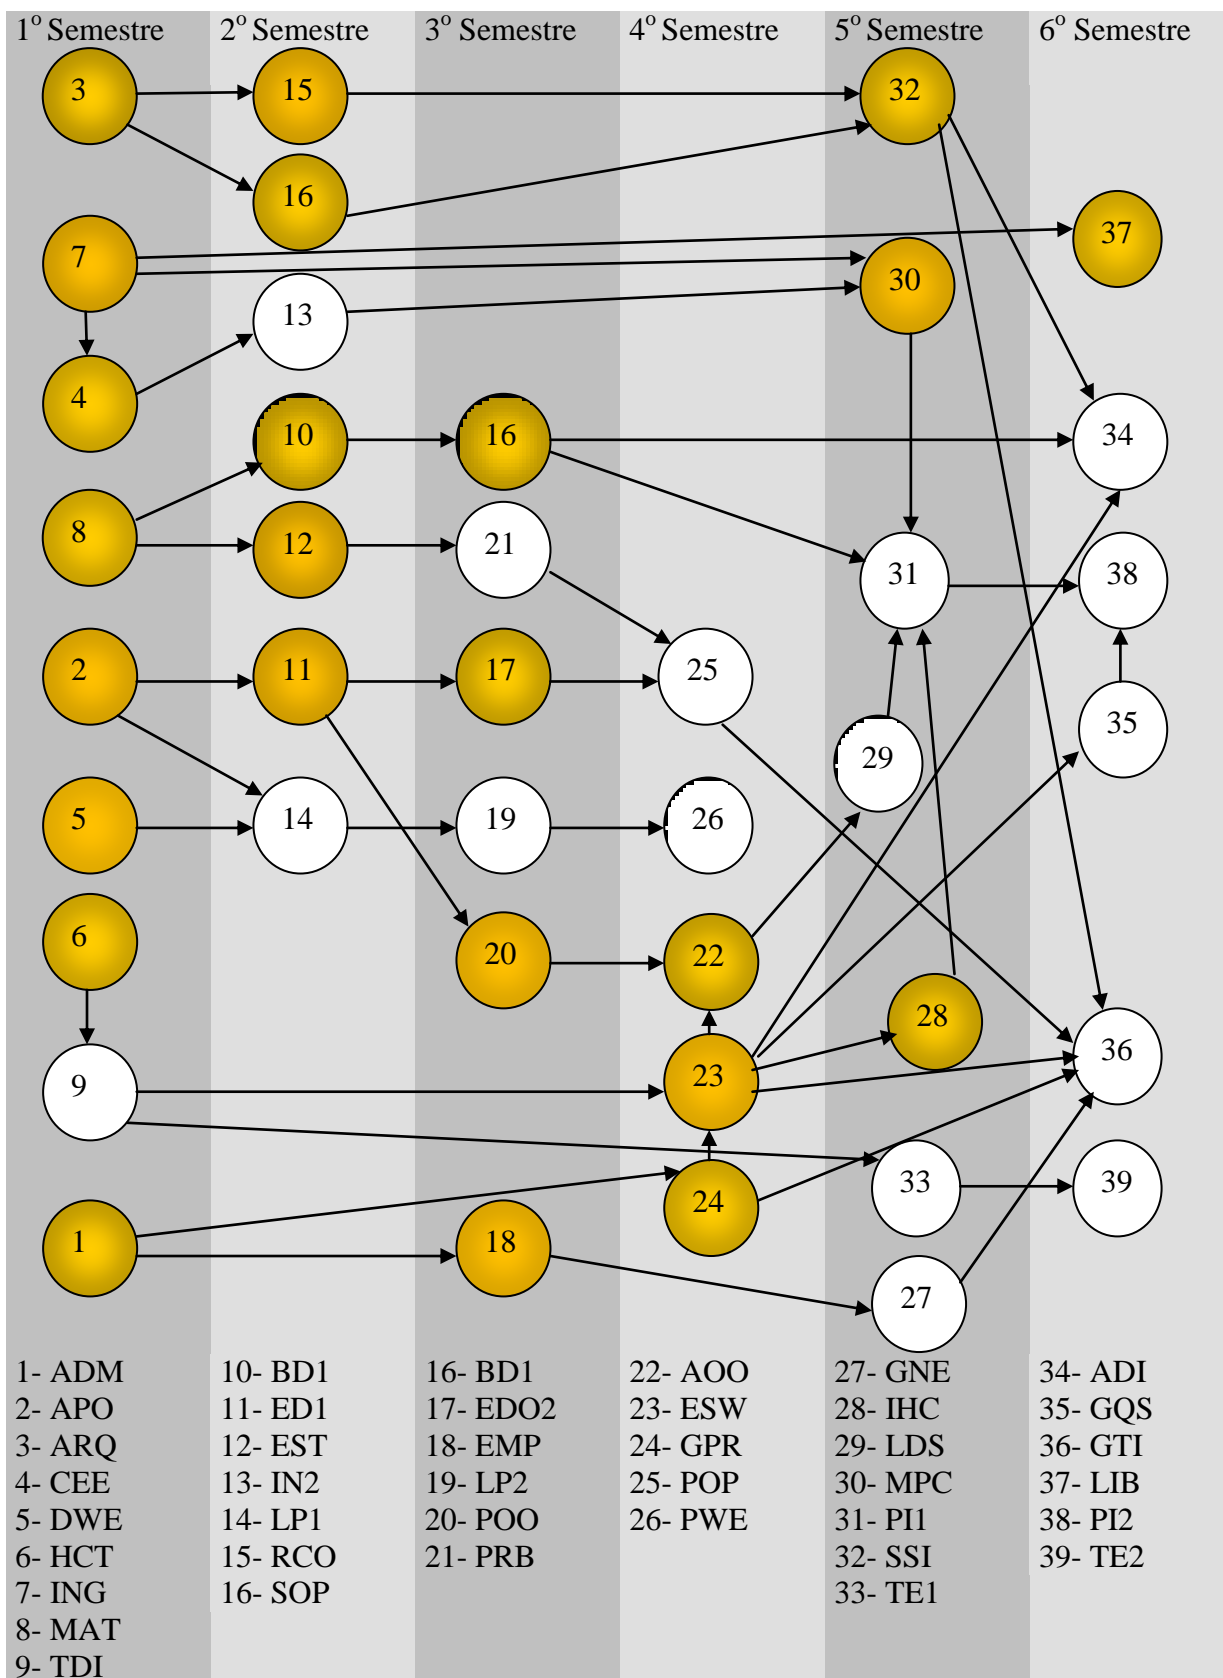 1º Semestre 2º Semestre 3º Semestre 4º Semestre 5º Semestre 6º Semestre
3 15 32
16
7 37
30
13
4
10 16 34
8 12 21
31 38
2 11 17 25
35
29
5 14 19 26
6
20 22
28
36
9 23
33 39
24
1 18
27
1- ADM 10- BD1 16- BD1 22- AOO 27- GNE 34- ADI
2- APO 11- ED1 17- EDO2 23- ESW 28- IHC 35- GQS
3- ARQ 12- EST 18- EMP 24- GPR 29- LDS 36- GTI
4- CEE 13- IN2 19- LP2 25- POP 30- MPC 37- LIB
5- DWE 14- LP1 20- POO 26- PWE 31- PI1 38- PI2
6- HCT 15- RCO 21- PRB 32- SSI 39- TE2
7- ING 16- SOP 33- TE1
8- MAT
9- TDI